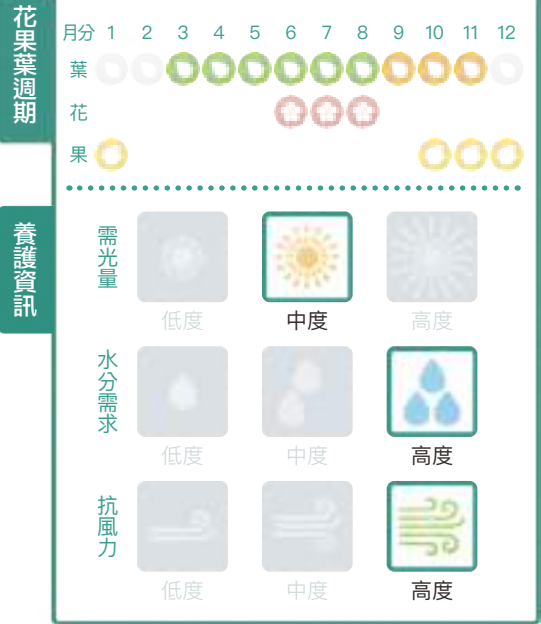 花果葉週期
月分 1 2 3 4 5 6 7 8 9 10 11 12
葉
花
果
養護資訊
需光量
低度 中度 高度
水分需求
低度 中度 高度
抗風力
低度 中度 高度